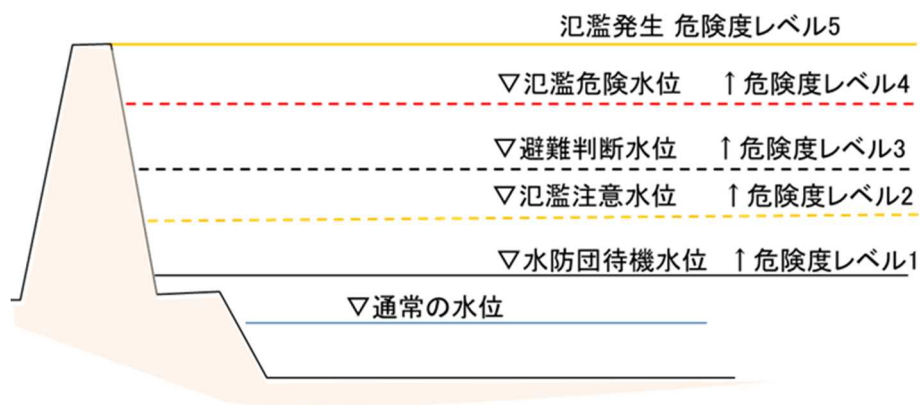 氾濫発生 危険度レベル5
▽氾濫危険水位 ↑危険度レベル4
▽避難判断水位 ↑危険度レベル3
▽氾濫注意水位 ↑危険度レベル2
▽水防団待機水位 ↑危険度レベル1
▽通常の水位